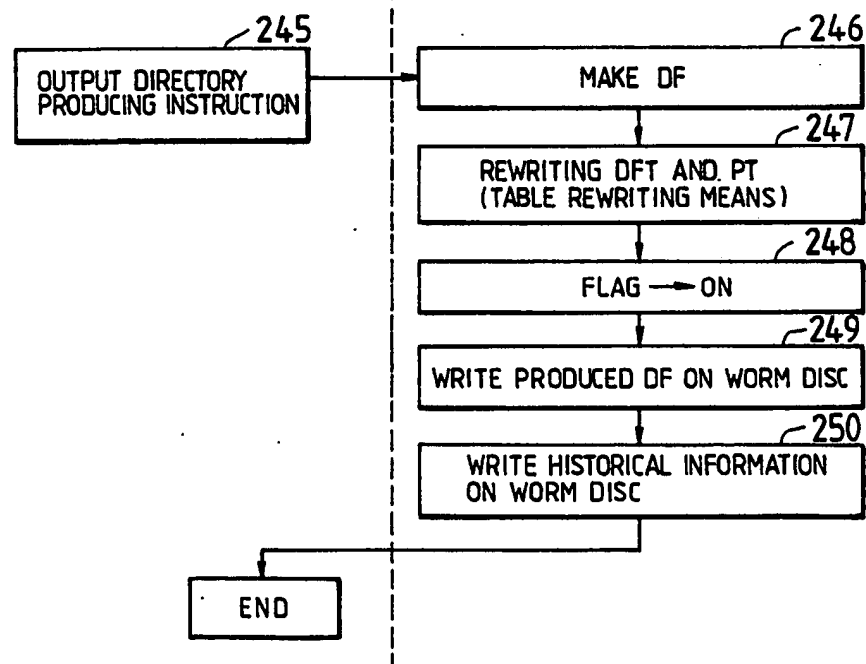 245
OUTPUT DIRECTORY
PRODUCING INSTRUCTION
246
MAKE DF
247
REWRITING DFT AND. PT
(TABLE REWRITING MEANS)
248
FLAG → ON
249
WRITE PRODUCED DF ON WORM DISC
250
WRITE HISTORICAL INFORMATION
ON WORM DISC
END